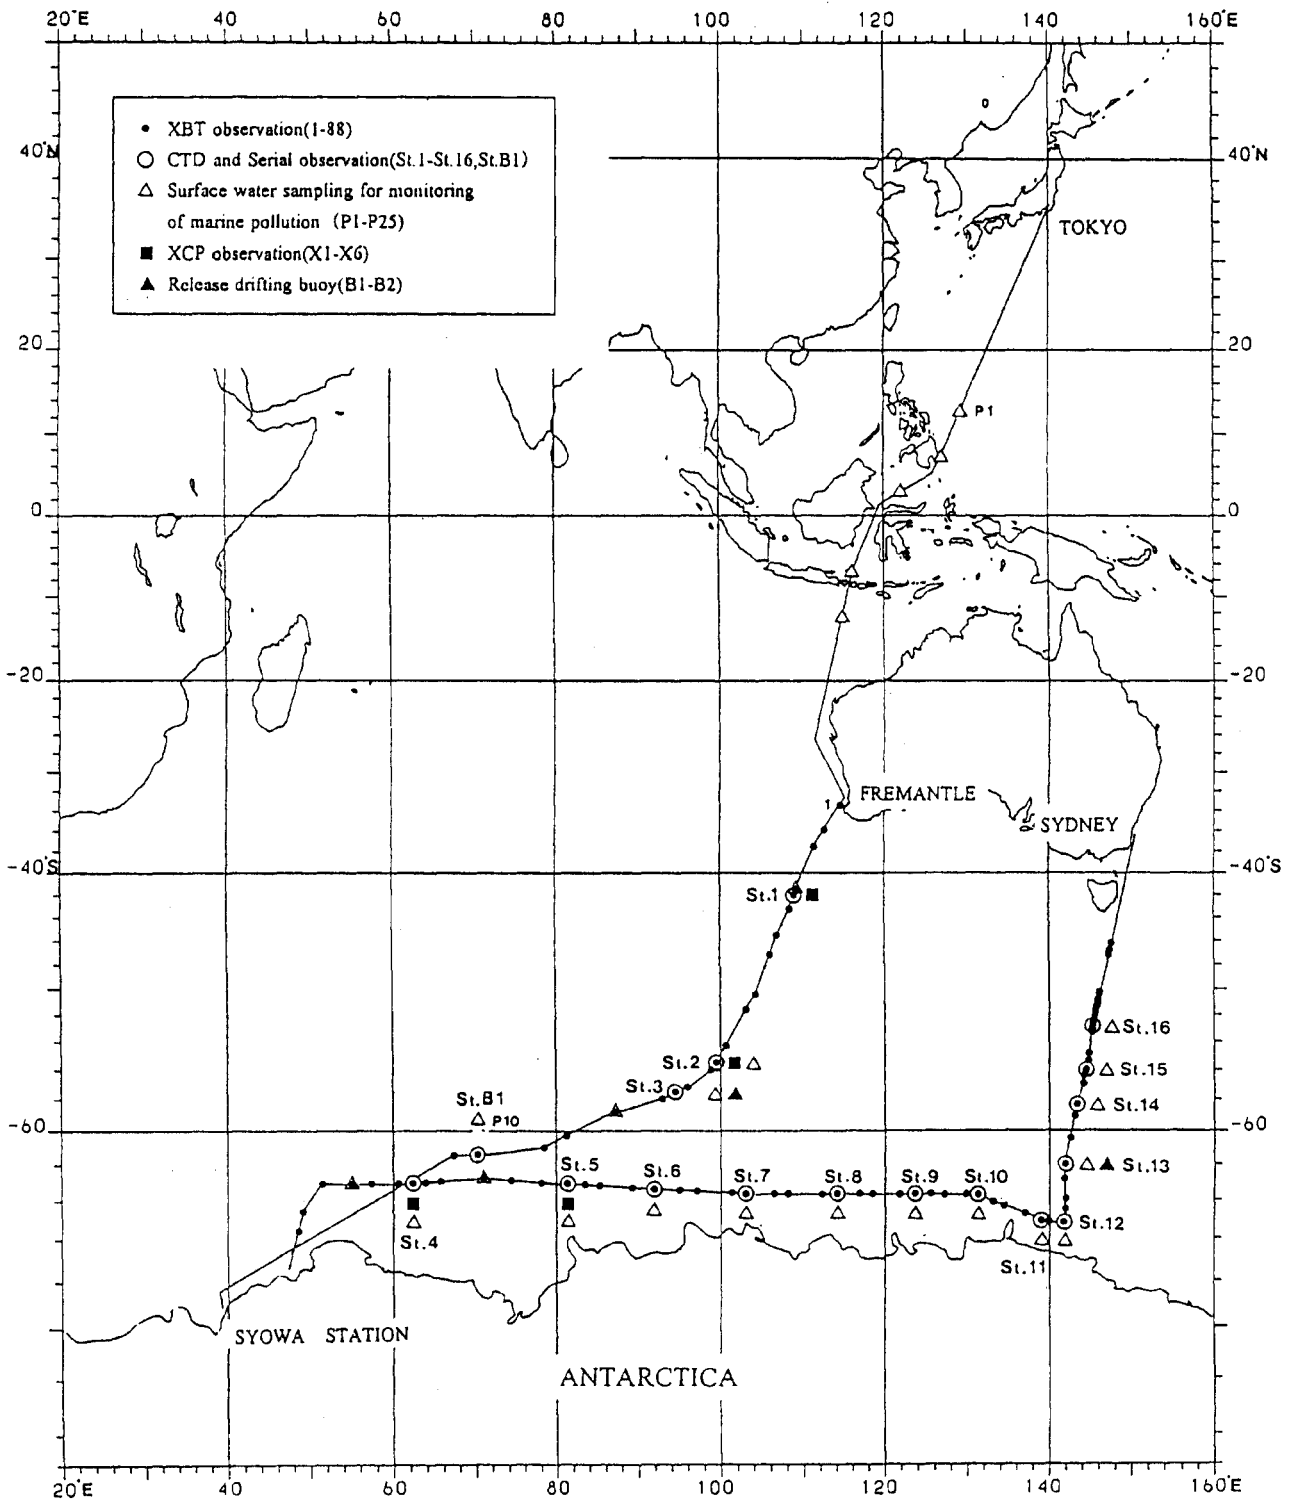 20°E 40 60 80 100 120 140 160°E
• XBT observation(1-88)
○ CTD and Serial observation(St.1-St.16,St.B1)
△ Surface water sampling for monitoring
of marine pollution (P1-P25)
■ XCP observation(X1-X6)
▲ Release drifting buoy(B1-B2)
40°N
40°N
TOKYO
20
20
P1
0
0
-20
-20
1
FREMANTLE
SYDNEY
-40°S
-40°S
St.1
St.16
St.2
St.15
St.3
St.B1
St.14
P10
-60
-60
St.13
St.5
St.6
St.7
St.8
St.9
St.10
St.12
St.4
St.11
SYOWA STATION
ANTARCTICA
20°E 40 60 80 100 120 140 160°E